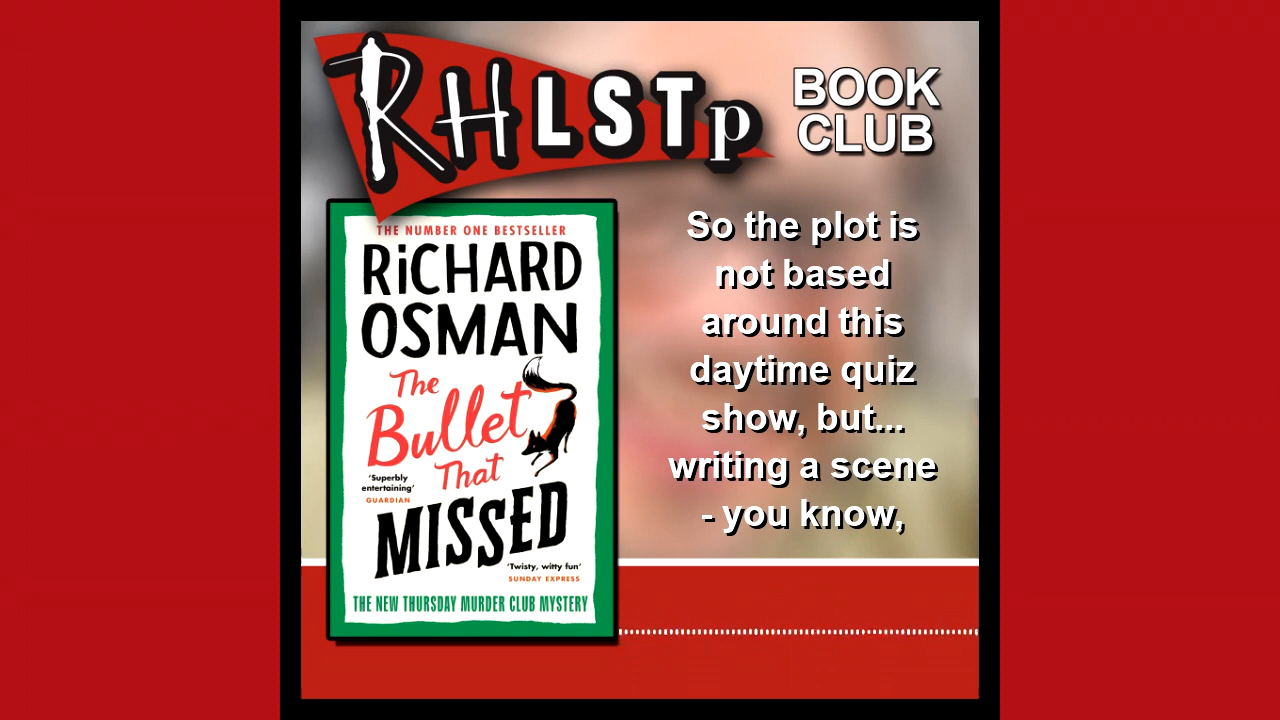 RHLSTp
BOOK
CLUB
THE NUMBER ONE BESTSELLER
RiCHARD
OSMAN
The
Bullet
That
MISSED
'Superbly
entertaining'
GUARDIAN
'Twisty, witty fun'
SUNDAY EXPRESS
THE NEW THURSDAY MURDER CLUB MYSTERY
So the plot is
not based
around this
daytime quiz
show, but...
writing a scene
- you know,